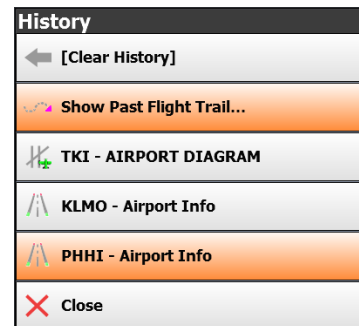 History
[Clear History]
Show Past Flight Trail...
TKI - AIRPORT DIAGRAM
KLMO - Airport Info
PHHI - Airport Info
Close